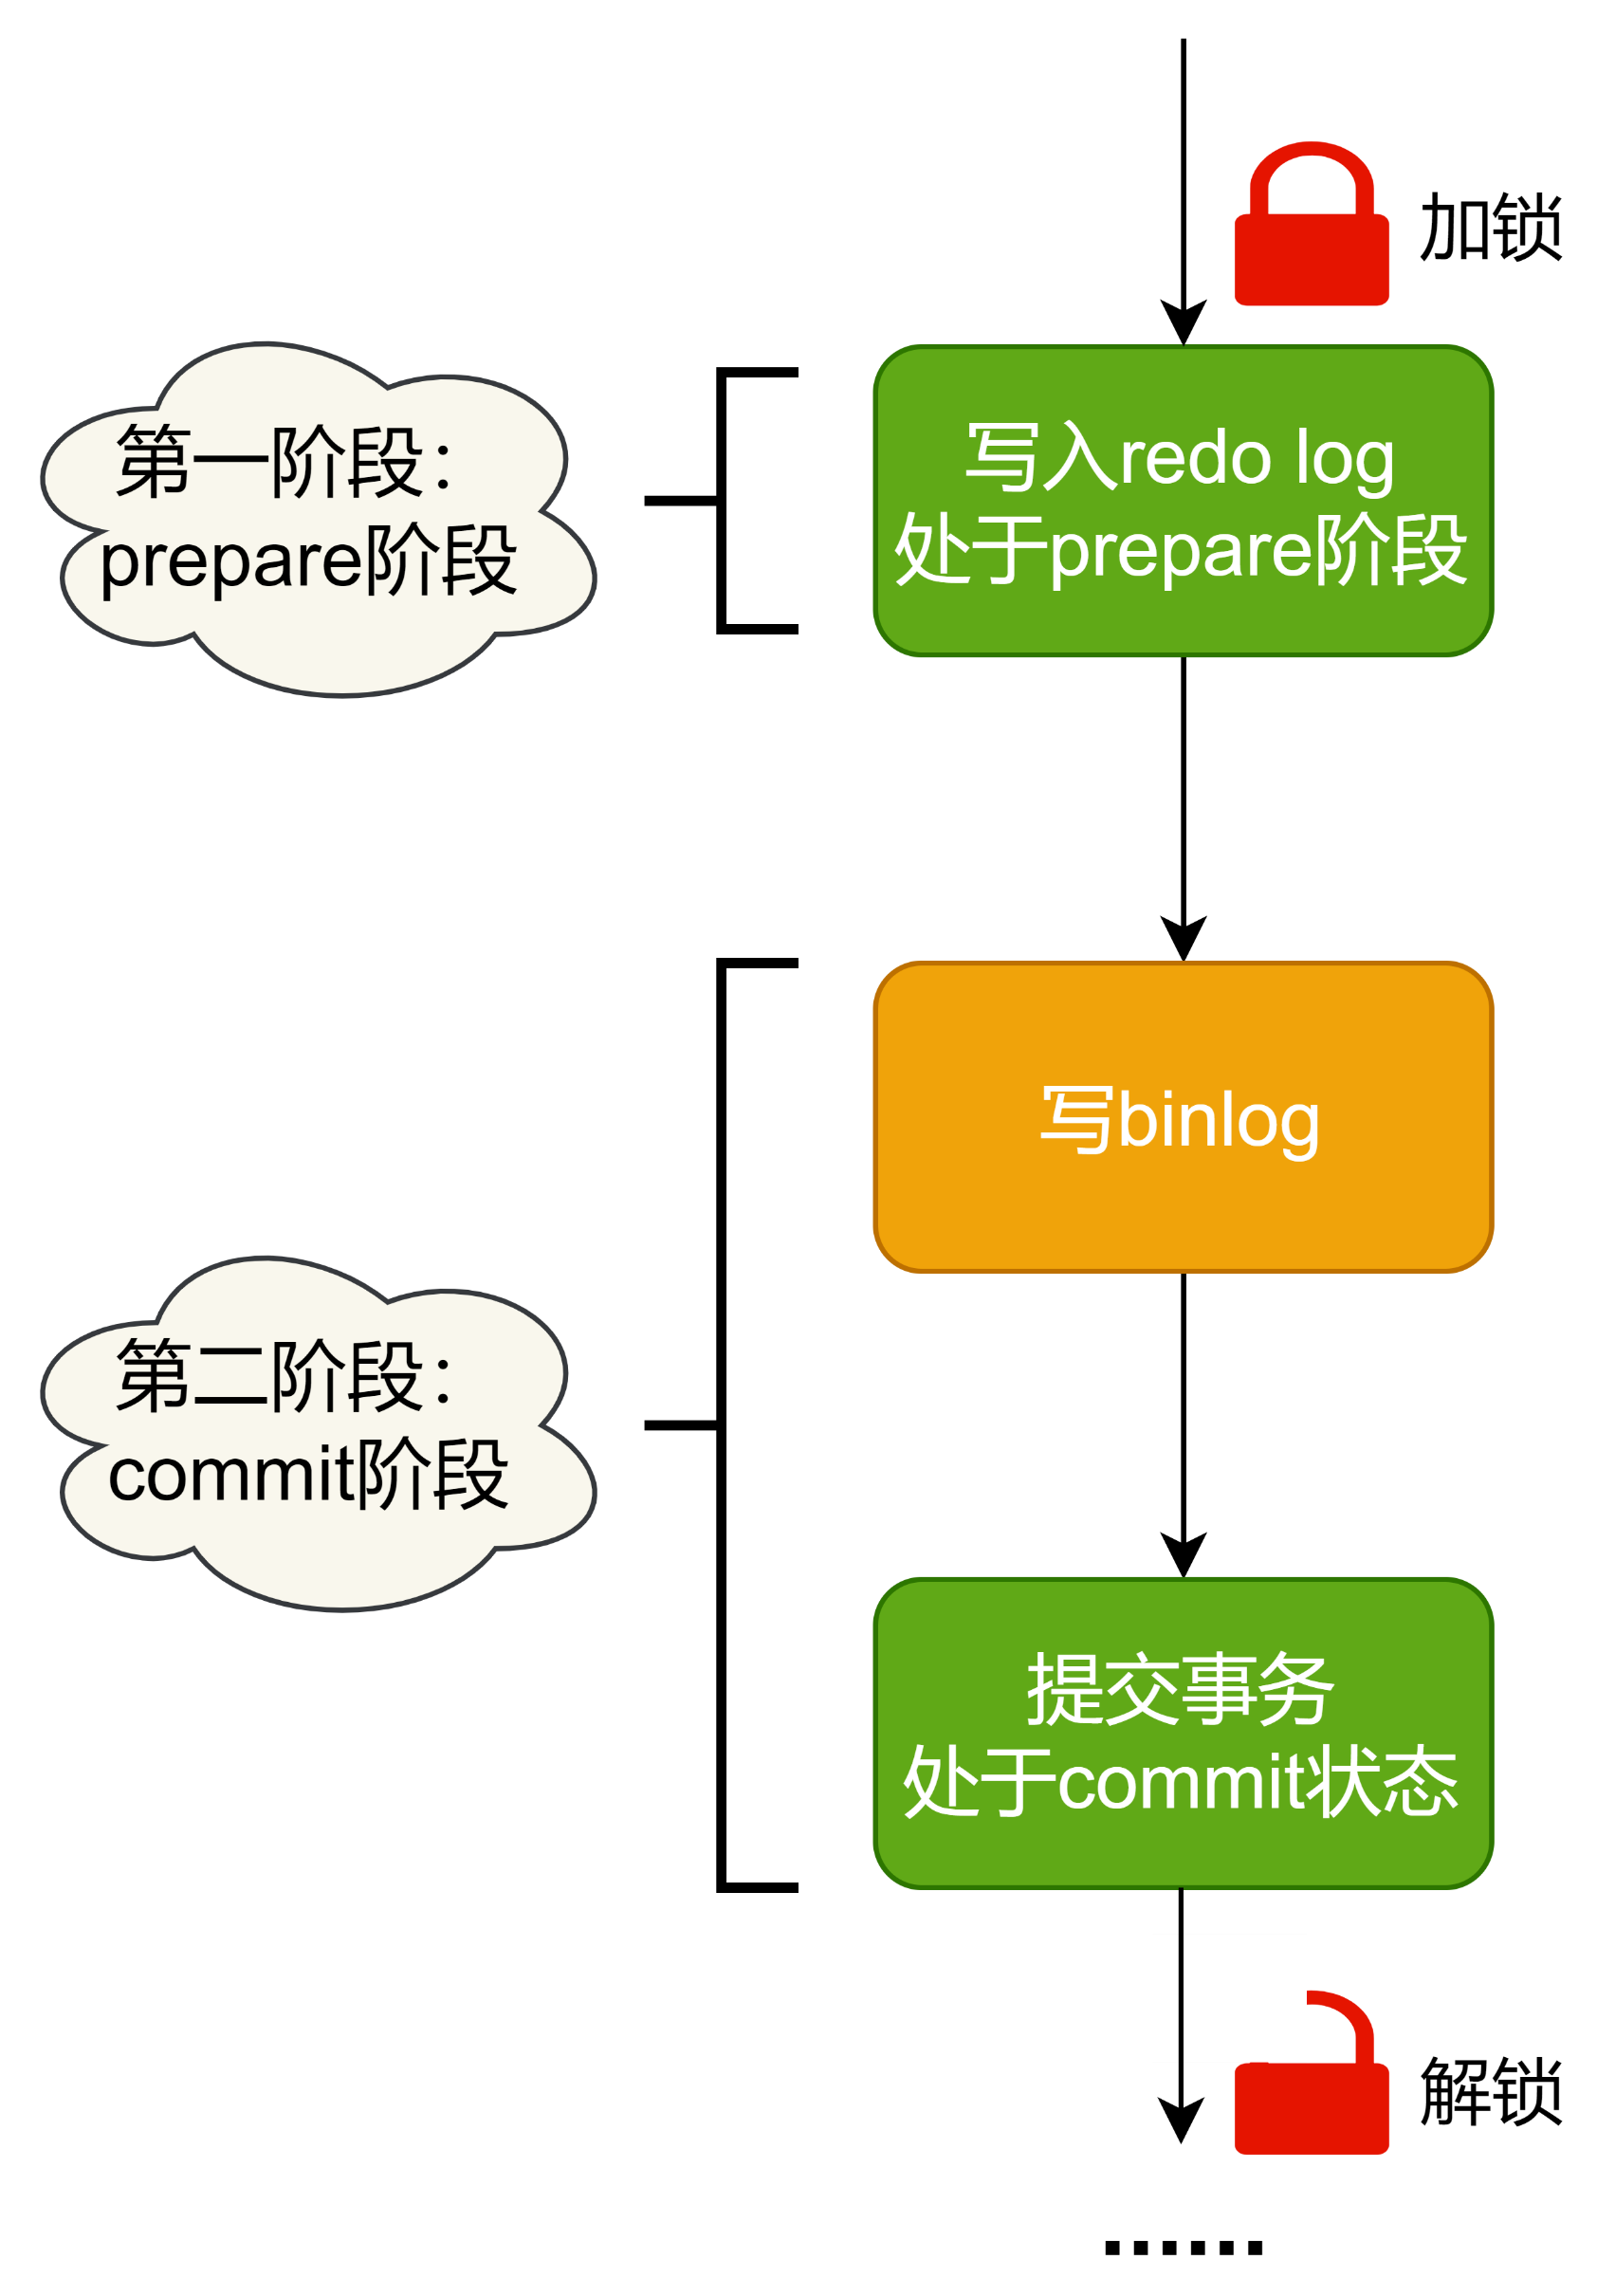 加锁
第一阶段：
prepare阶段
写入redo log
处于prepare阶段
写binlog
第二阶段：
commit阶段
提交事务
处于commit状态
解锁
······